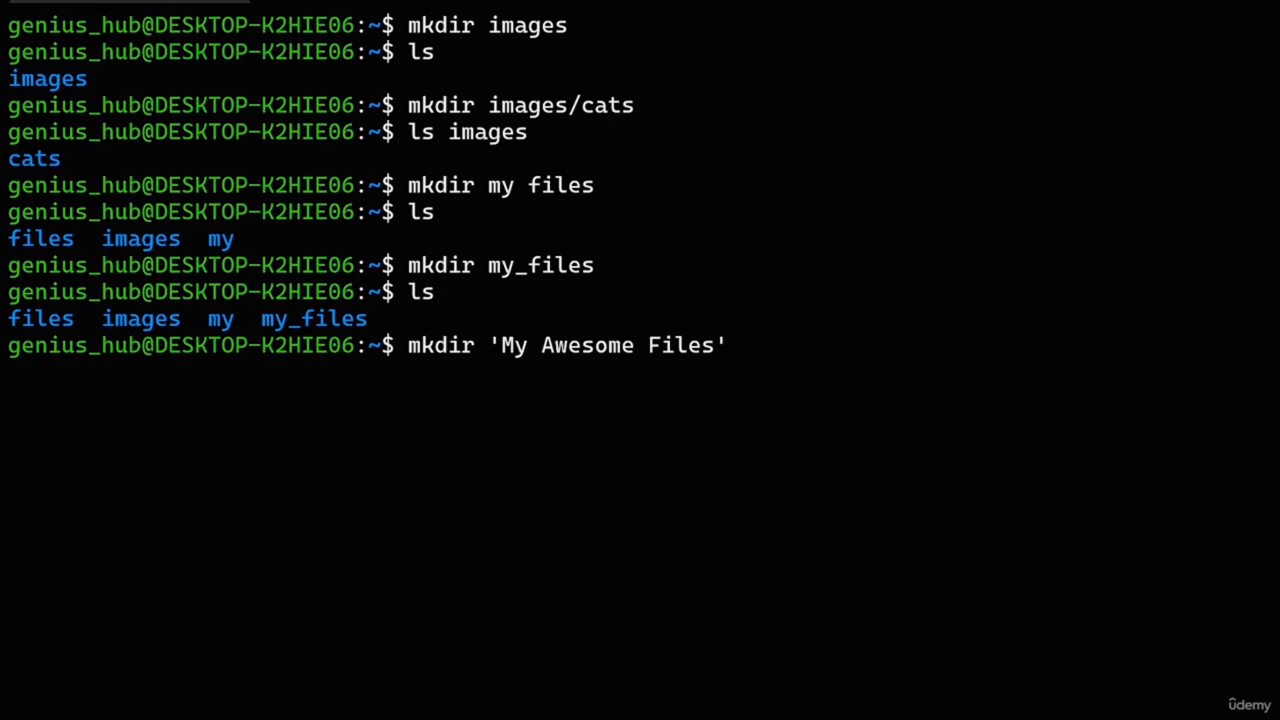 genius_hub@DESKTOP-K2HIE06:~$ mkdir images
genius_hub@DESKTOP-K2HIE06:~$ ls
images
genius_hub@DESKTOP-K2HIE06:~$ mkdir images/cats
genius_hub@DESKTOP-K2HIE06:~$ ls images
cats
genius_hub@DESKTOP-K2HIE06:~$ mkdir my files
genius_hub@DESKTOP-K2HIE06:~$ ls
files  images  my
genius_hub@DESKTOP-K2HIE06:~$ mkdir my_files
genius_hub@DESKTOP-K2HIE06:~$ ls
files  images  my  my_files
genius_hub@DESKTOP-K2HIE06:~$ mkdir 'My Awesome Files'
ûdemy